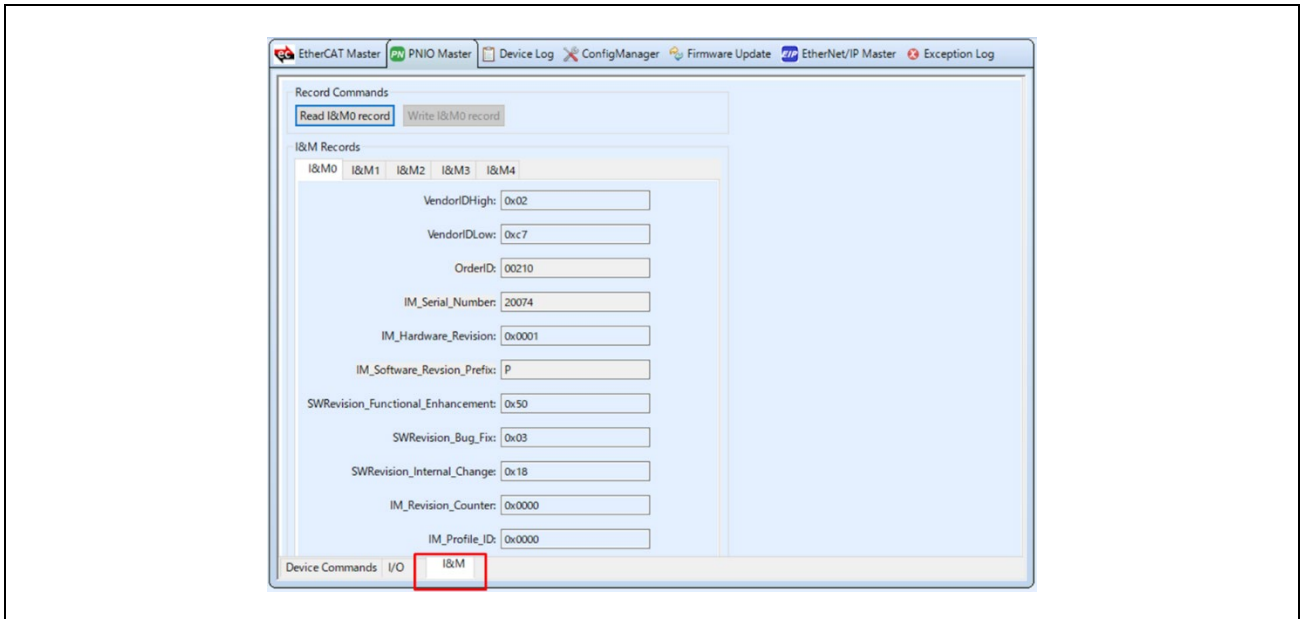 EtherCAT Master PNIO Master Device Log ConfigManager Firmware Update EtherNet/IP Master Exception Log
Record Commands
Read I&M0 record Write I&M0 record
I&M Records
I&M0 I&M1 I&M2 I&M3 I&M4
VendorIDHigh: 0x02
VendorIDLow: 0xc7
OrderID: 00210
IM_Serial_Number: 20074
IM_Hardware_Revision: 0x0001
IM_Software_Revsion_Prefix: P
SWRevision_Functional_Enhancement: 0x50
SWRevision_Bug_Fix: 0x03
SWRevision_Internal_Change: 0x18
IM_Revision_Counter: 0x0000
IM_Profile_ID: 0x0000
Device Commands I/O I&M